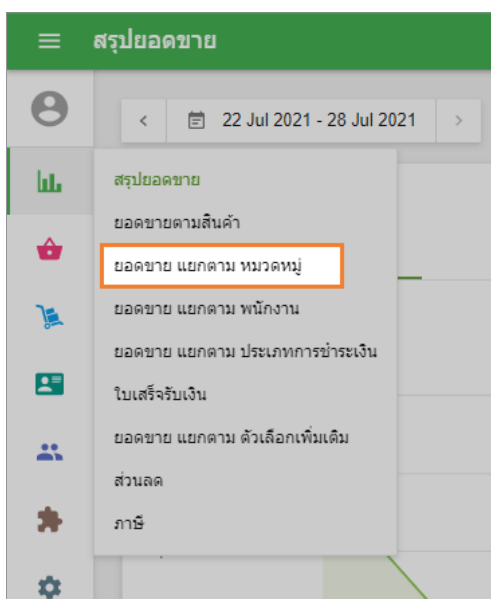 สรุปยอดขาย
22 Jul 2021 - 28 Jul 2021
สรุปยอดขาย
ยอดขายตามสินค้า
ยอดขาย แยกตาม หมวดหมู่
ยอดขาย แยกตาม พนักงาน
ยอดขาย แยกตาม ประเภทการชำระเงิน
ใบเสร็จรับเงิน
ยอดขาย แยกตาม ตัวเลือกเพิ่มเติม
ส่วนลด
ภาษี